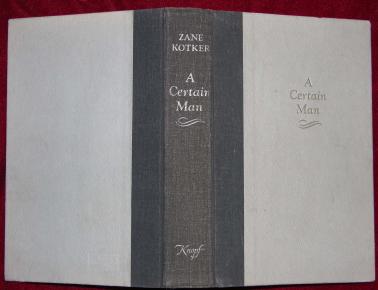 ZANE
KOTKER
A
Certain
Man
Knopf
A
Certain
Man